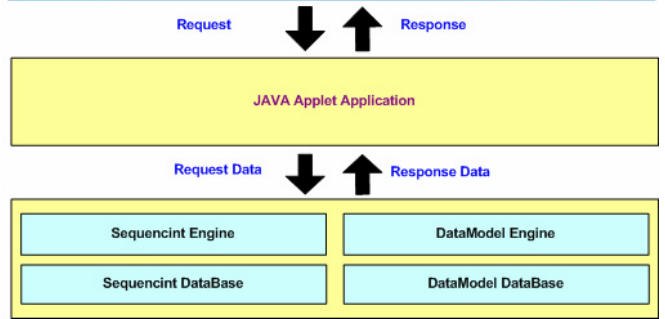 Request
Response
JAVA Applet Application
Request Data
Response Data
Sequencint Engine
DataModel Engine
Sequencint DataBase
DataModel DataBase